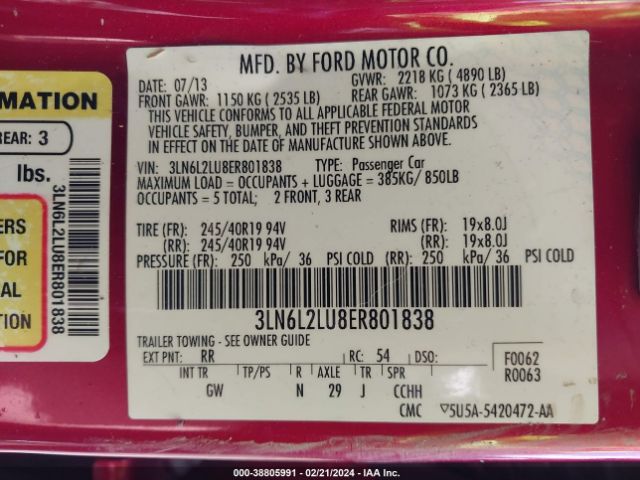 MFD. BY FORD MOTOR CO.
DATE: 07/13
GVWR: 2218 KG ( 4890 LB)
FRONT GAWR: 1150 KG ( 2535 LB)
REAR GAWR: 1073 KG ( 2365 LB)
THIS VEHICLE CONFORMS TO ALL APPLICABLE FEDERAL MOTOR
VEHICLE SAFETY, BUMPER, AND THEFT PREVENTION STANDARDS
IN EFFECT ON THE DATE OF MANUFACTURE SHOWN ABOVE.
VIN: 3LN6L2LU8ER801838 TYPE: Passenger Car
MAXIMUM LOAD = OCCUPANTS + LUGGAGE = 385KG/ 850LB
OCCUPANTS = 5 TOTAL; 2 FRONT, 3 REAR
TIRE (FR): 245/40R19 94V RIMS (FR): 19x8.0J
(RR): 245/40R19 94V (RR): 19x8.0J
PRESSURE (FR): 250 kPa/ 36 PSI COLD (RR): 250 kPa/ 36 PSI COLD
3LN6L2LU8ER801838
TRAILER TOWING - SEE OWNER GUIDE
EXT PNT: RR RC: 54 DSO:
F0062
R0063
INT TR TP/PS R AXLE TR SPR
GW N 29 J CCHH
CMC 5U5A-5420472-AA
RMATION
REAR: 3
lbs.
ERS
FOR
AL
S
3LN6L2LU8ER801838
000-38805991 - 02/21/2024 - IAA Inc.